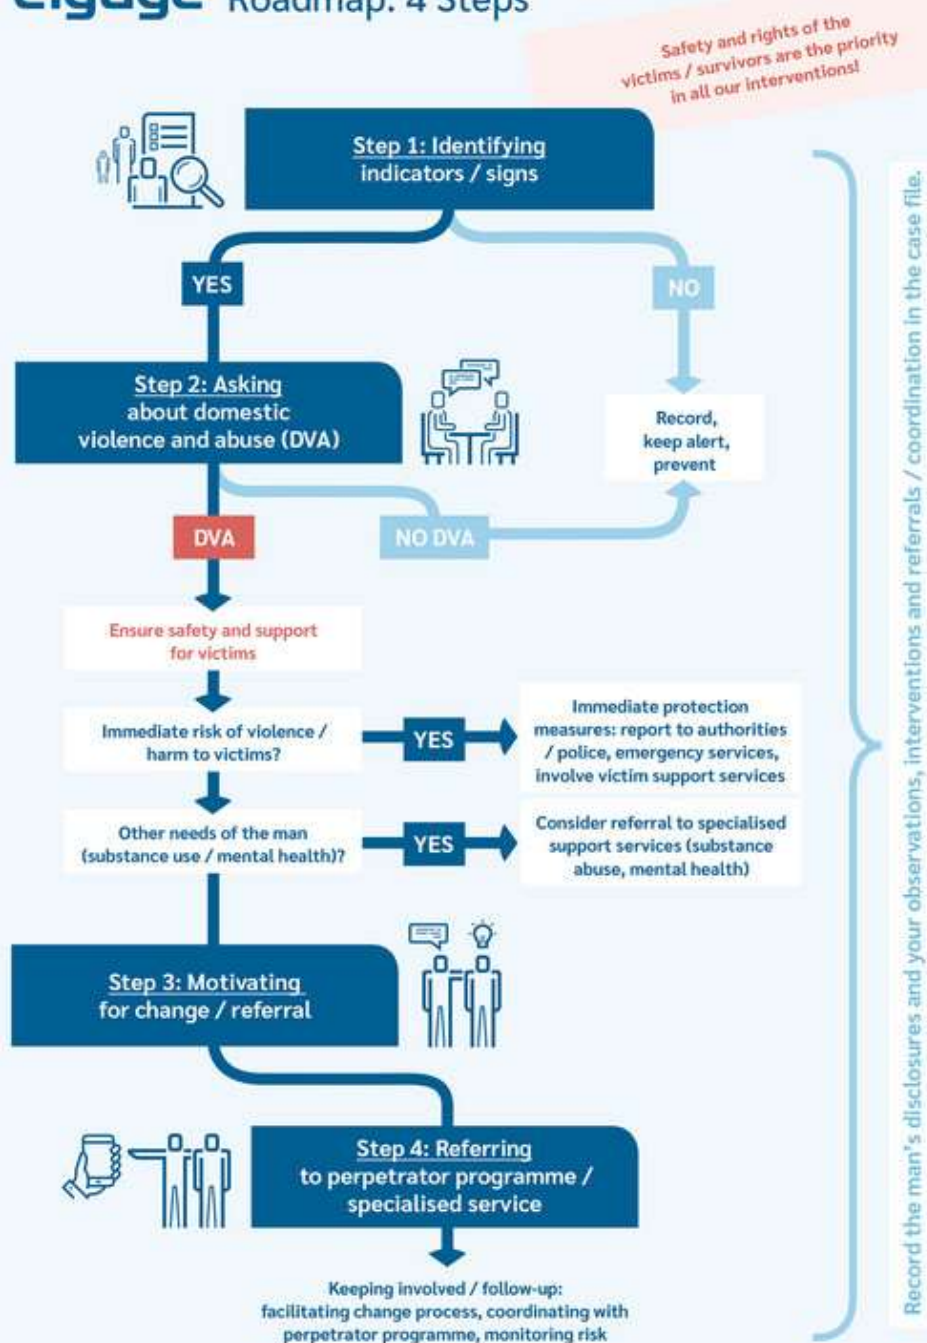 engage Roadmap: 4 Steps
Safety and rights of the
victims / survivors are the priority
in all our interventions!
Step 1: Identifying
indicators / signs
YES
NO
Step 2: Asking
about domestic
violence and abuse (DVA)
Record,
keep alert,
prevent
DVA
NO DVA
Ensure safety and support
for victims
Immediate risk of violence /
harm to victims?
YES
Immediate protection
measures: report to authorities
/ police, emergency services,
involve victim support services
Other needs of the man
(substance use / mental health)?
YES
Consider referral to specialised
support services (substance
abuse, mental health)
Step 3: Motivating
for change / referral
Step 4: Referring
to perpetrator programme /
specialised service
Keeping involved / follow-up:
facilitating change process, coordinating with
perpetrator programme, monitoring risk
Record the man's disclosures and your observations, interventions and referrals / coordination in the case file.